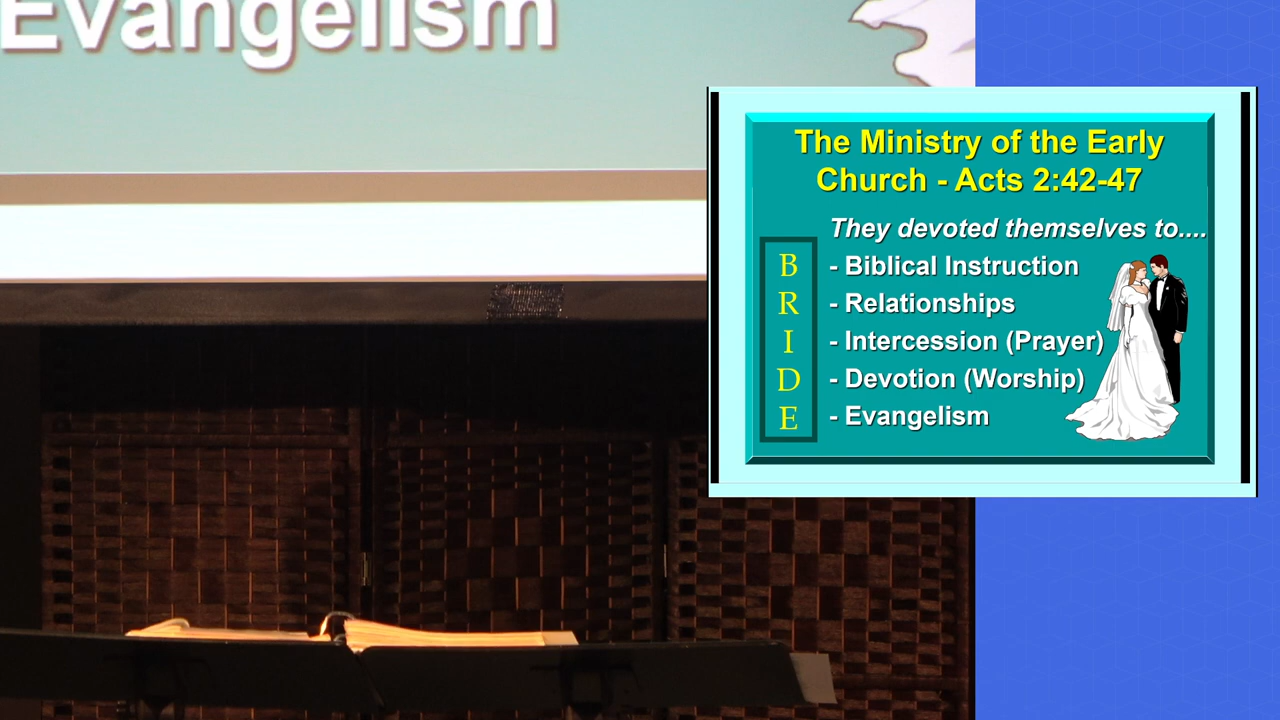 Evangelism
The Ministry of the Early
Church - Acts 2:42-47
They devoted themselves to....
B - Biblical Instruction
R - Relationships
I - Intercession (Prayer)
D - Devotion (Worship)
E - Evangelism